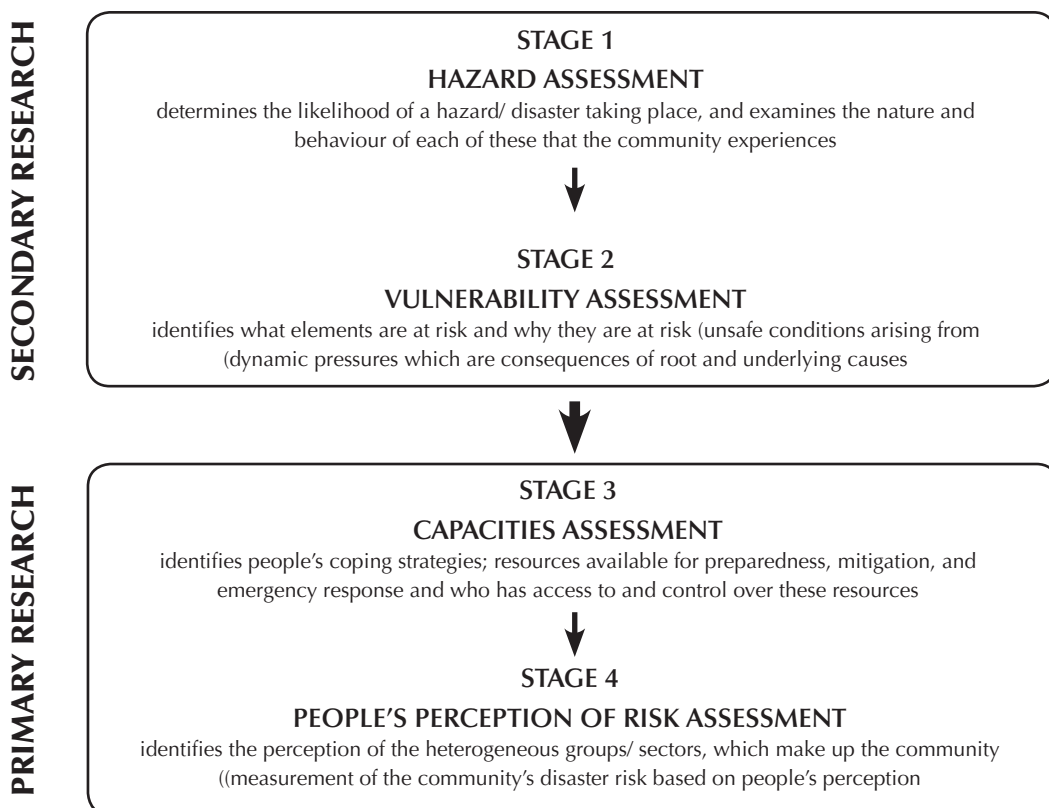 SECONDARY RESEARCH
STAGE 1
HAZARD ASSESSMENT
determines the likelihood of a hazard/ disaster taking place, and examines the nature and
behaviour of each of these that the community experiences
STAGE 2
VULNERABILITY ASSESSMENT
identifies what elements are at risk and why they are at risk (unsafe conditions arising from
(dynamic pressures which are consequences of root and underlying causes
PRIMARY RESEARCH
STAGE 3
CAPACITIES ASSESSMENT
identifies people's coping strategies; resources available for preparedness, mitigation, and
emergency response and who has access to and control over these resources
STAGE 4
PEOPLE'S PERCEPTION OF RISK ASSESSMENT
identifies the perception of the heterogeneous groups/ sectors, which make up the community
((measurement of the community's disaster risk based on people's perception